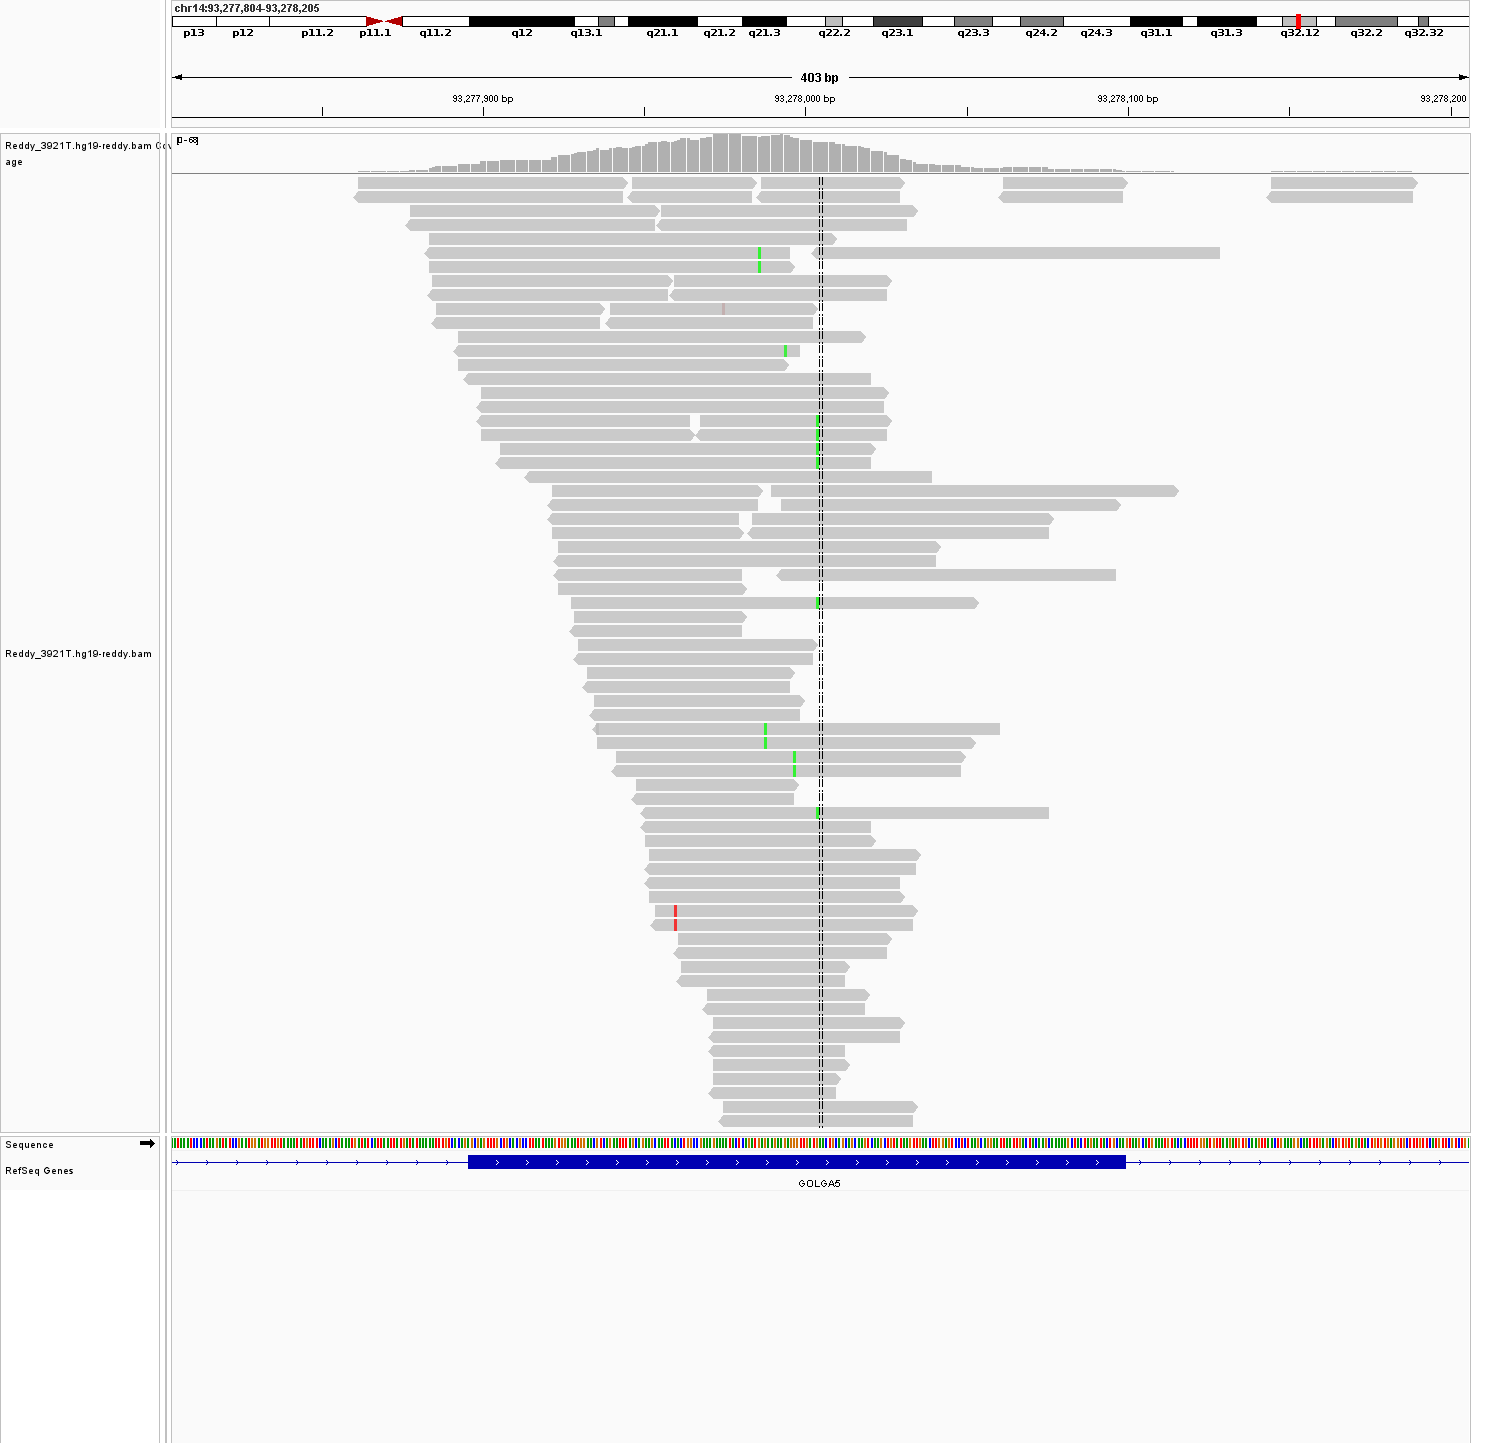 chr14:93,277,804-93,278,205
p13 p12 p11.2 p11.1 q11.2 q12 q13.1 q21.1 q21.2 q21.3 q22.2 q23.1 q23.3 q24.2 q24.3 q31.1 q31.3 q32.12 q32.2 q32.32
403 bp
93,277,900 bp 93,278,000 bp 93,278,100 bp 93,278,200
[0 - 68]
Reddy_3921T.hg19-reddy.bam Cov
age
Reddy_3921T.hg19-reddy.bam
Sequence
RefSeq Genes
GOLGA5